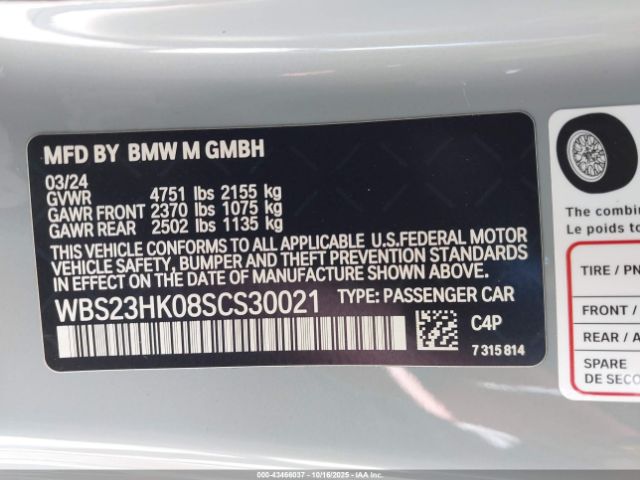 MFD BY BMW M GMBH
03/24
GVWR 4751 lbs 2155 kg
GAWR FRONT 2370 lbs 1075 kg
GAWR REAR 2502 lbs 1135 kg
THIS VEHICLE CONFORMS TO ALL APPLICABLE U.S.FEDERAL MOTOR
VEHICLE SAFETY, BUMPER AND THEFT PREVENTION STANDARDS
IN EFFECT ON THE DATE OF MANUFACTURE SHOWN ABOVE.
WBS23HK08SCS30021 TYPE: PASSENGER CAR
C4P
7 315 814
The combin
Le poids to
TIRE / PN
FRONT /
REAR / A
SPARE
DE SECO
000-43466037 - 10/16/2025 - COPYRIGHT IAA, LLC.